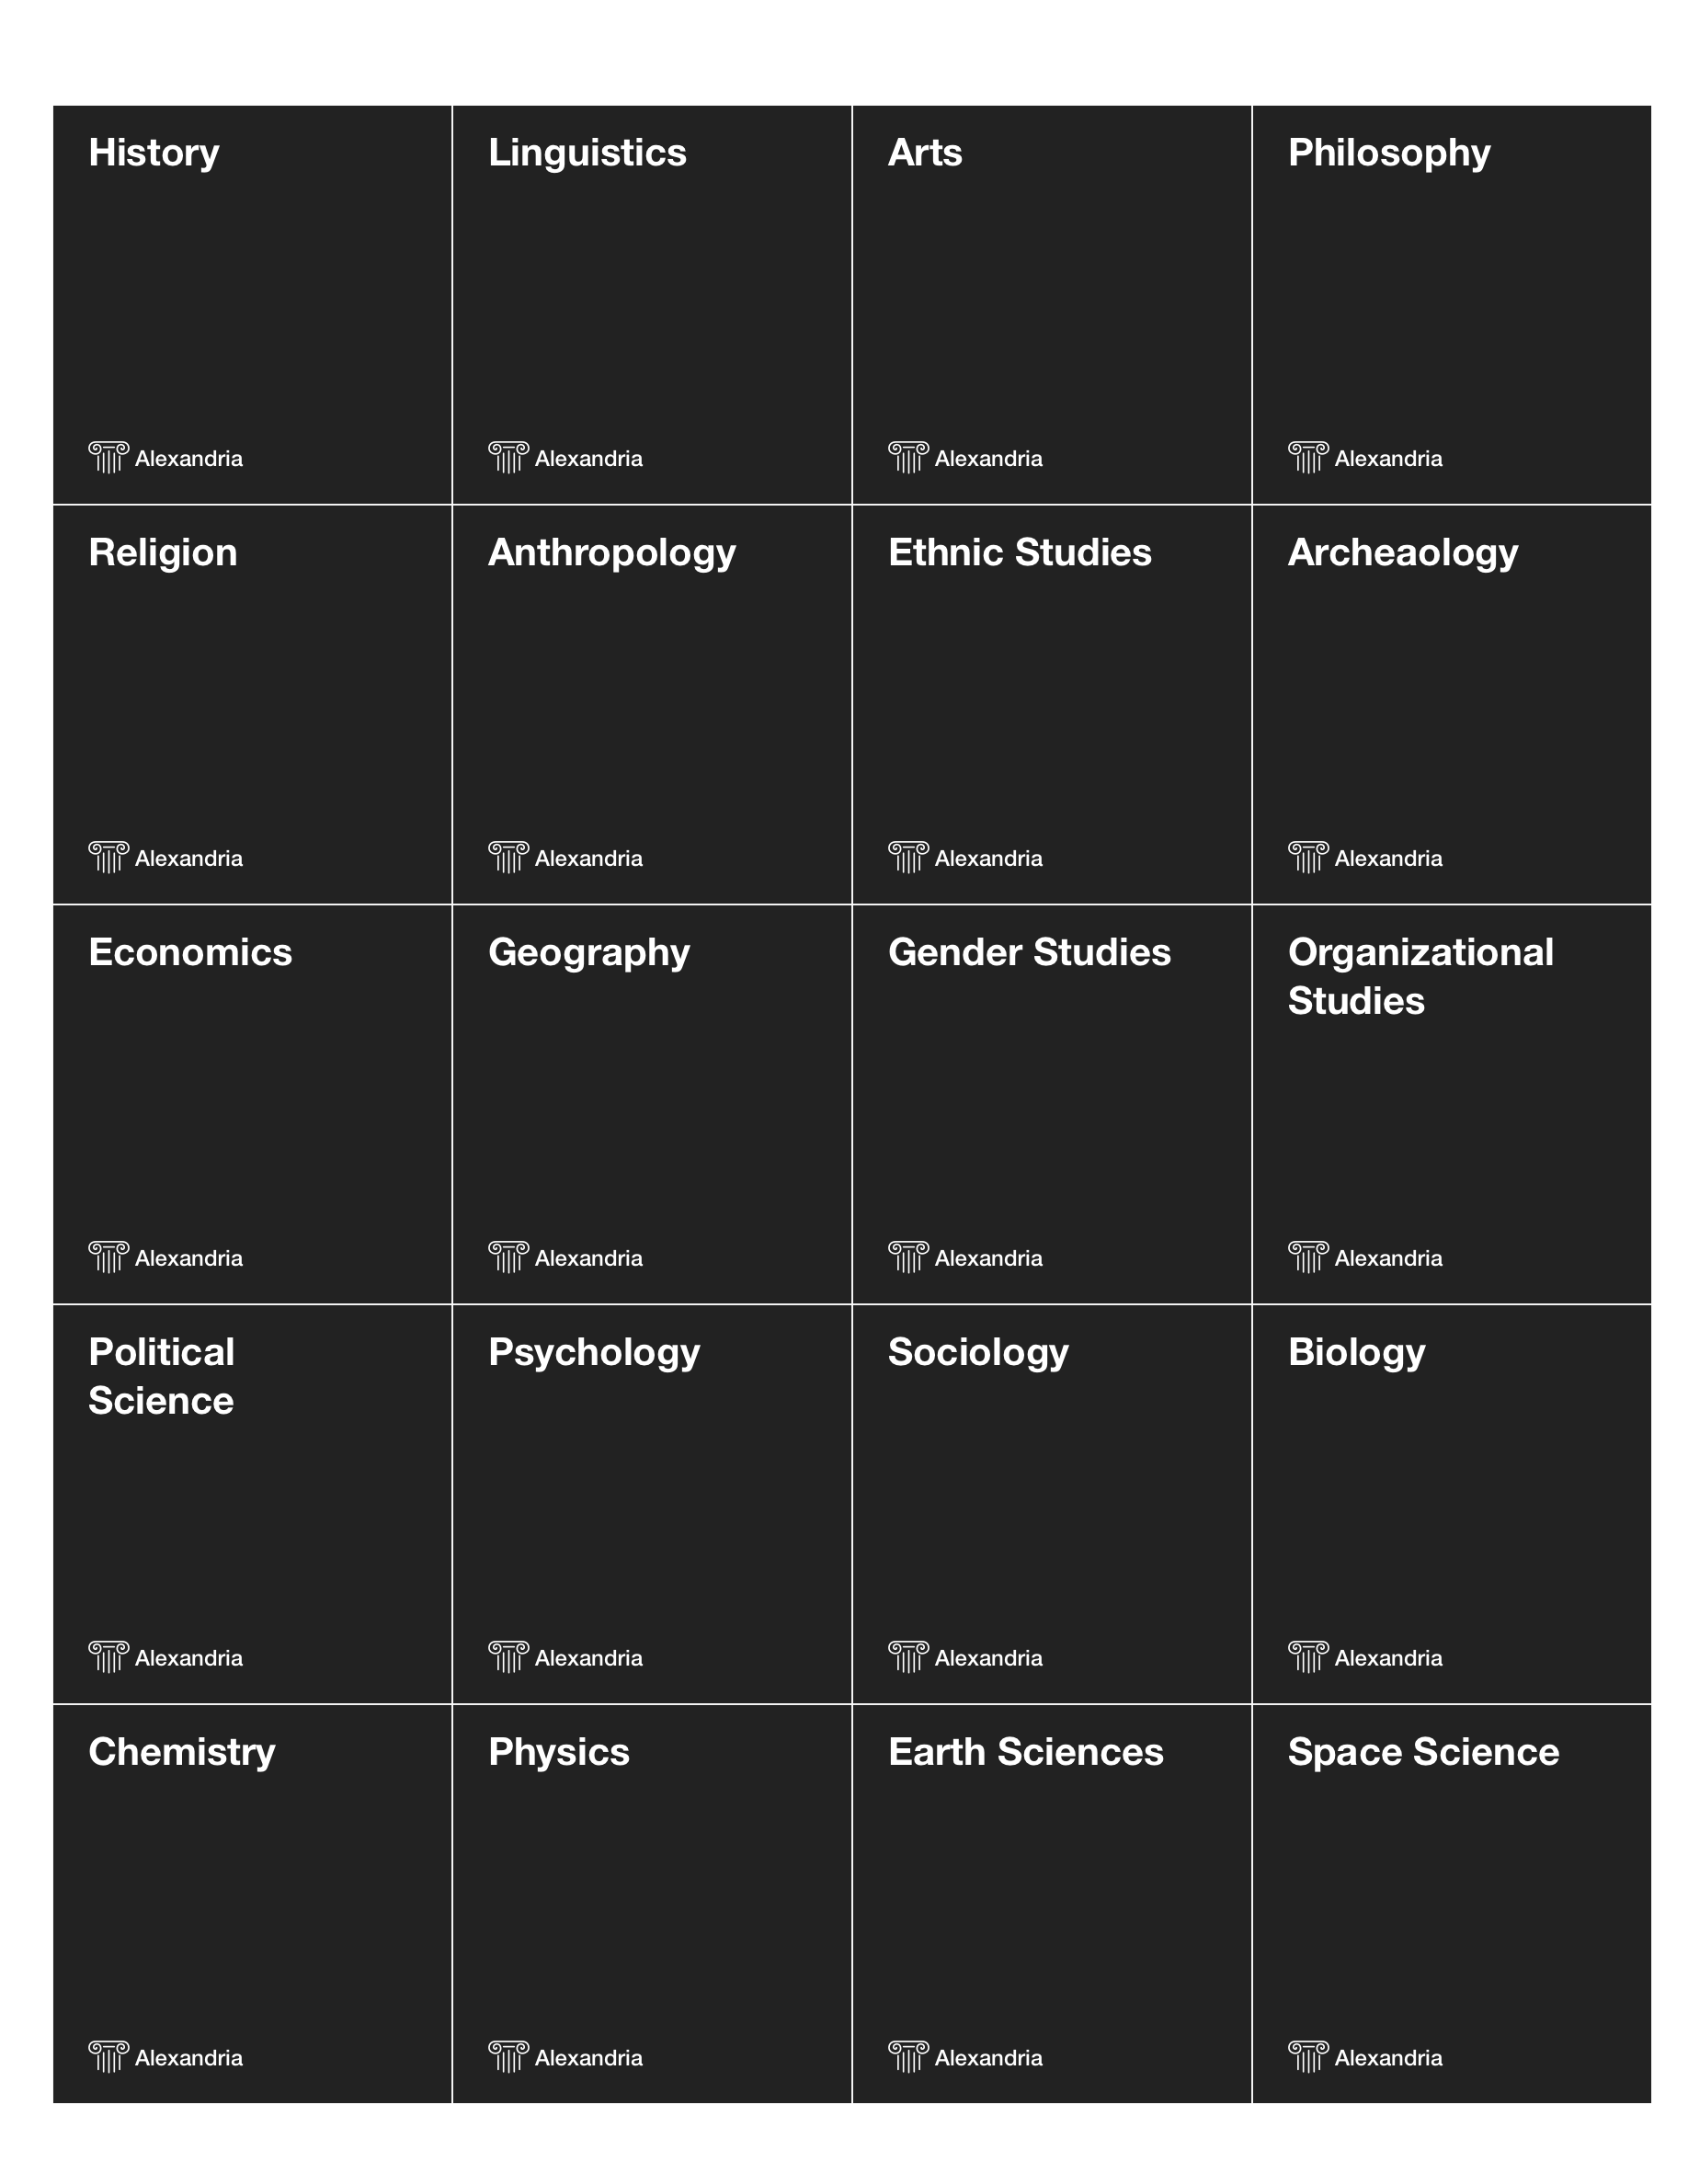 History
Linguistics
Arts
Philosophy
Alexandria
Alexandria
Alexandria
Alexandria
Religion
Anthropology
Ethnic Studies
Archeaology
Alexandria
Alexandria
Alexandria
Alexandria
Economics
Geography
Gender Studies
Organizational
Studies
Alexandria
Alexandria
Alexandria
Alexandria
Political
Science
Psychology
Sociology
Biology
Alexandria
Alexandria
Alexandria
Alexandria
Chemistry
Physics
Earth Sciences
Space Science
Alexandria
Alexandria
Alexandria
Alexandria